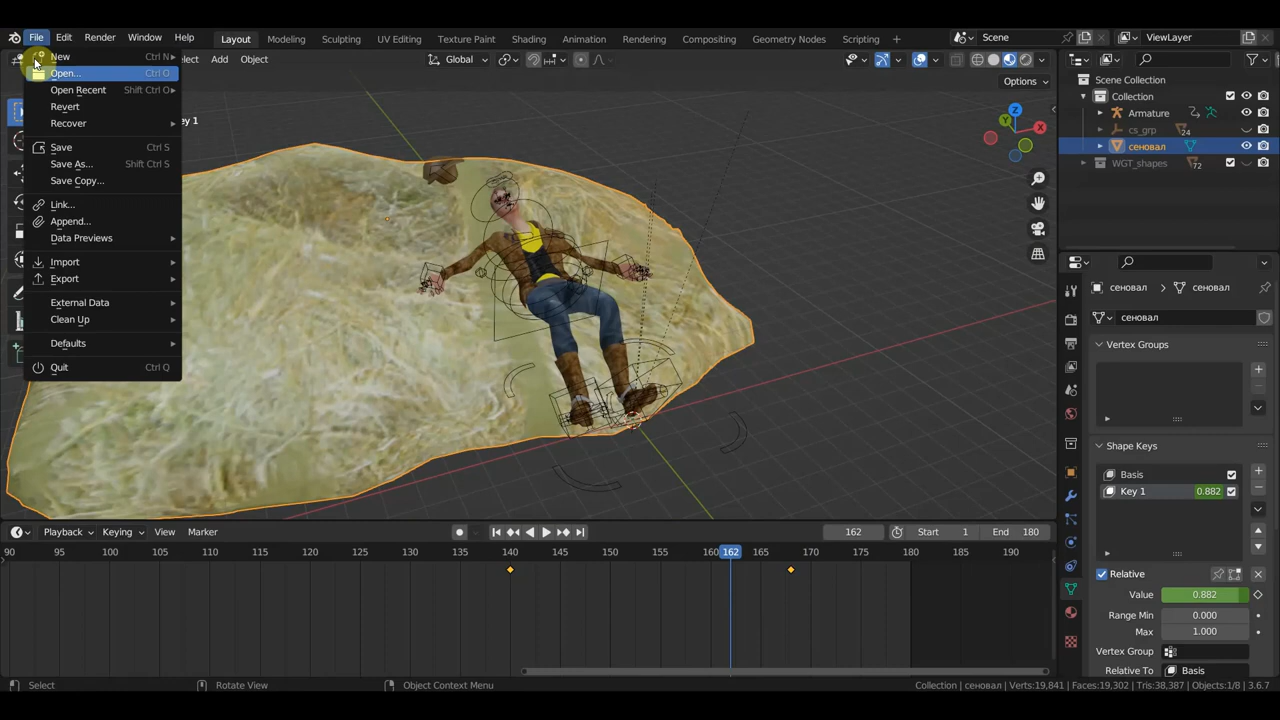 File Edit Render Window Help
Layout Modeling Sculpting UV Editing Texture Paint Shading Animation Rendering Compositing Geometry Nodes Scripting
Scene
ViewLayer
New Ctrl N
Open... Ctrl O
Open Recent Shift Ctrl O
Revert
Recover
Save Ctrl S
Save As... Shift Ctrl S
Save Copy...
Link...
Append...
Data Previews
Import
Export
External Data
Clean Up
Defaults
Quit Ctrl Q
Add Object
Global
Options
X
Y
Z
Scene Collection
Collection
Armature
cs_grp 24
сеновал
WGT_shapes 72
сеновал сеновал
сеновал
Vertex Groups
Shape Keys
Basis
Key 1 0.882
Relative
Value 0.882
Range Min 0.000
Max 1.000
Vertex Group
Relative To Basis
Playback Keying View Marker
162 Start 1 End 180
90 95 100 105 110 115 120 125 130 135 140 145 150 155 160 162 165 170 175 180 185 190
Select Rotate View Object Context Menu
Collection | сеновал | Verts:19,841 | Faces:19,302 | Tris:38,387 | Objects:1/8 | 3.6.7